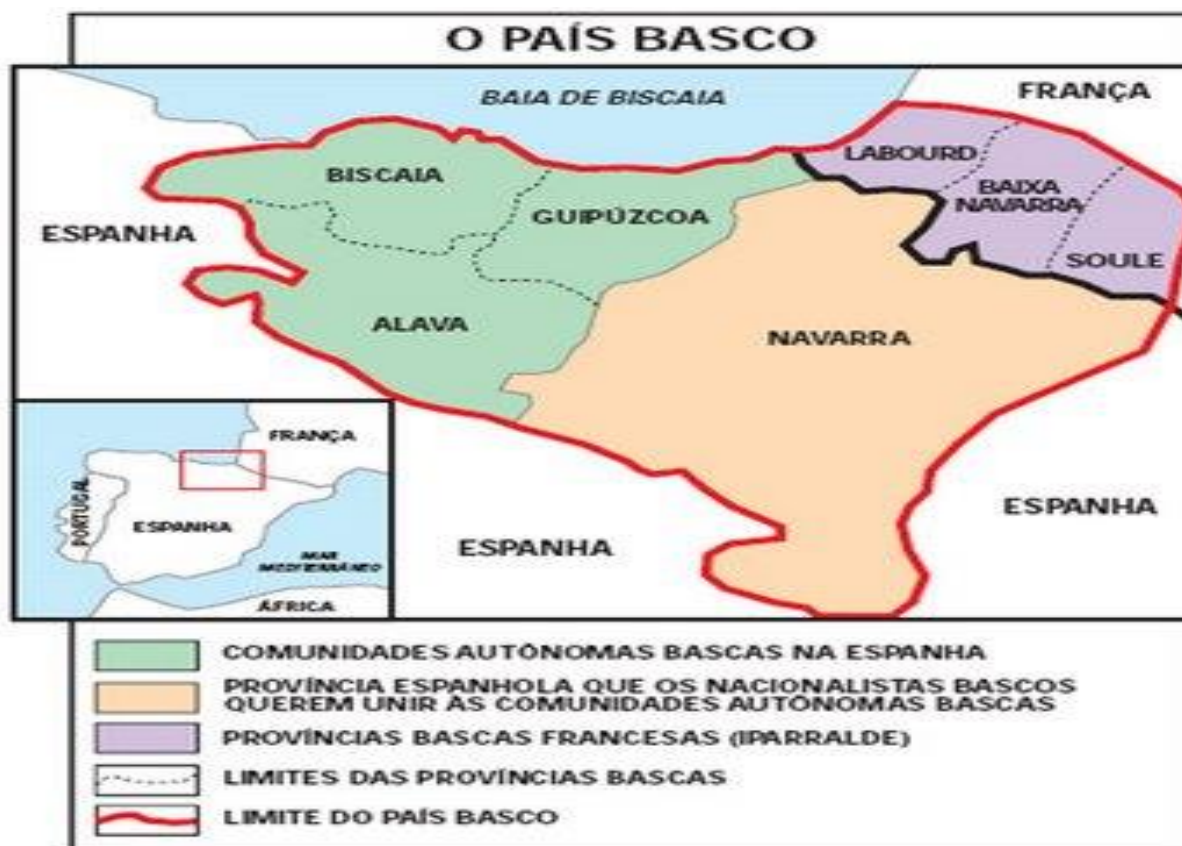 O PAÍS BASCO
BAIA DE BISCAIA
FRANÇA
LABOURD
BISCAIA
BAIXA
NAVARRA
GUIPÚZCOA
ESPANHA
SOULE
ALAVA
NAVARRA
FRANÇA
PORTUGAL
ESPANHA
ESPANHA
ESPANHA
MAR
MEDITERRÂNEO
ÁFRICA
COMUNIDADES AUTÔNOMAS BASCAS NA ESPANHA
PROVÍNCIA ESPANHOLA QUE OS NACIONALISTAS BASCOS
QUEREM UNIR ÀS COMUNIDADES AUTÔNOMAS BASCAS
PROVÍNCIAS BASCAS FRANCESAS (IPARRALDE)
LIMITES DAS PROVÍNCIAS BASCAS
LIMITE DO PAÍS BASCO